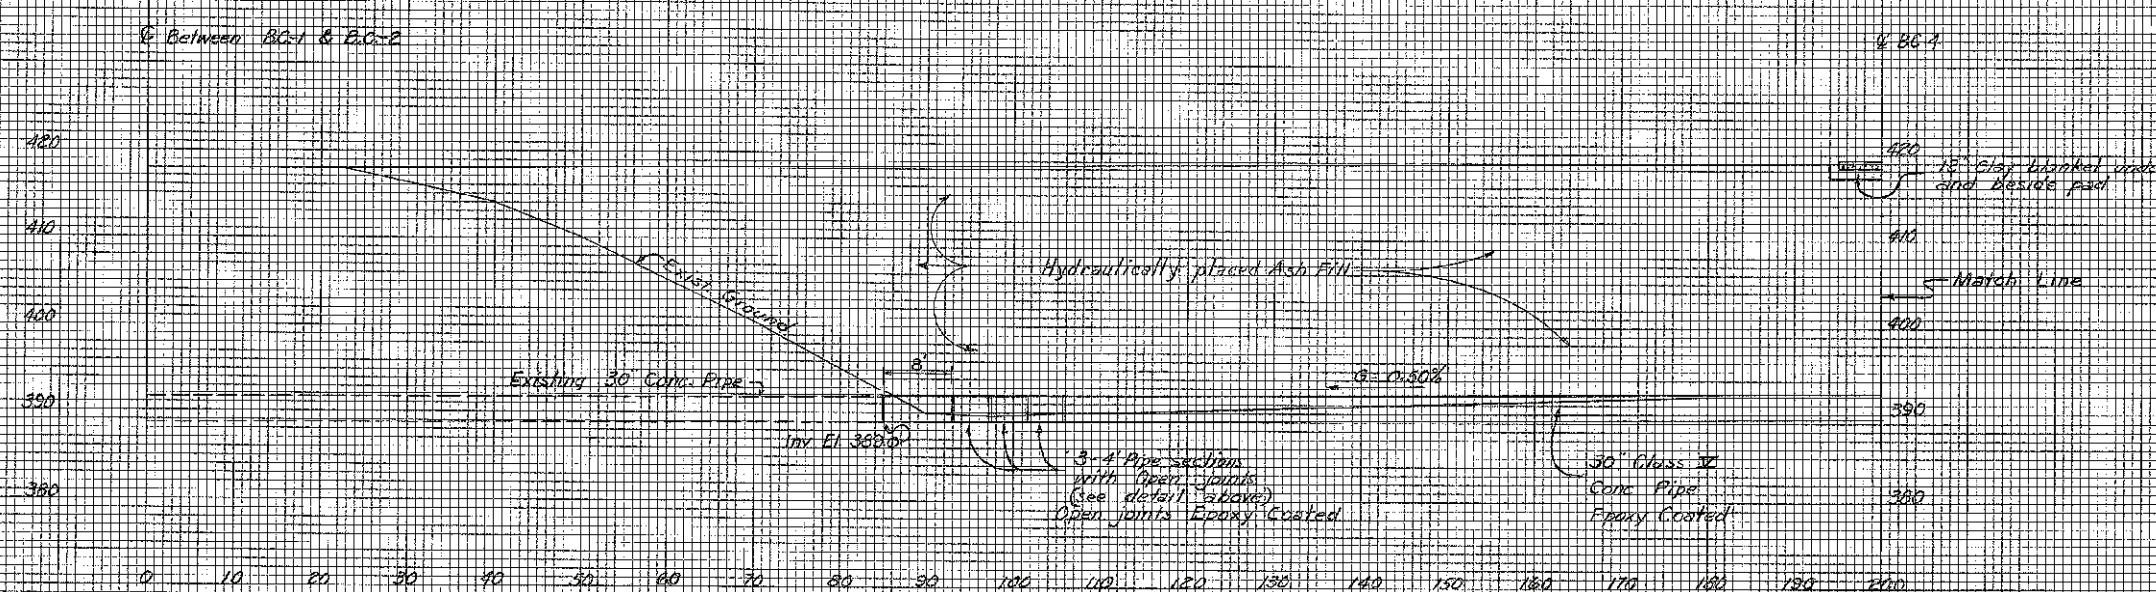 ℄ Between BC-1 & B.C.-2
℄ BC 4
420
410
400
390
380
420
410
400
390
380
12" Clay blanket
and beside pad
Match Line
Exist. Ground
Hydraulically placed Ash Fill
8'
G = 0.50%
Existing 30" Conc. Pipe
Inv El 388.0
3-4' Pipe sections
with Open joints
(see detail above)
Open joints Epoxy Coated
30" Class V
Conc Pipe
Epoxy Coated
0 10 20 30 40 50 60 70 80 90 100 110 120 130 140 150 160 170 180 190 200